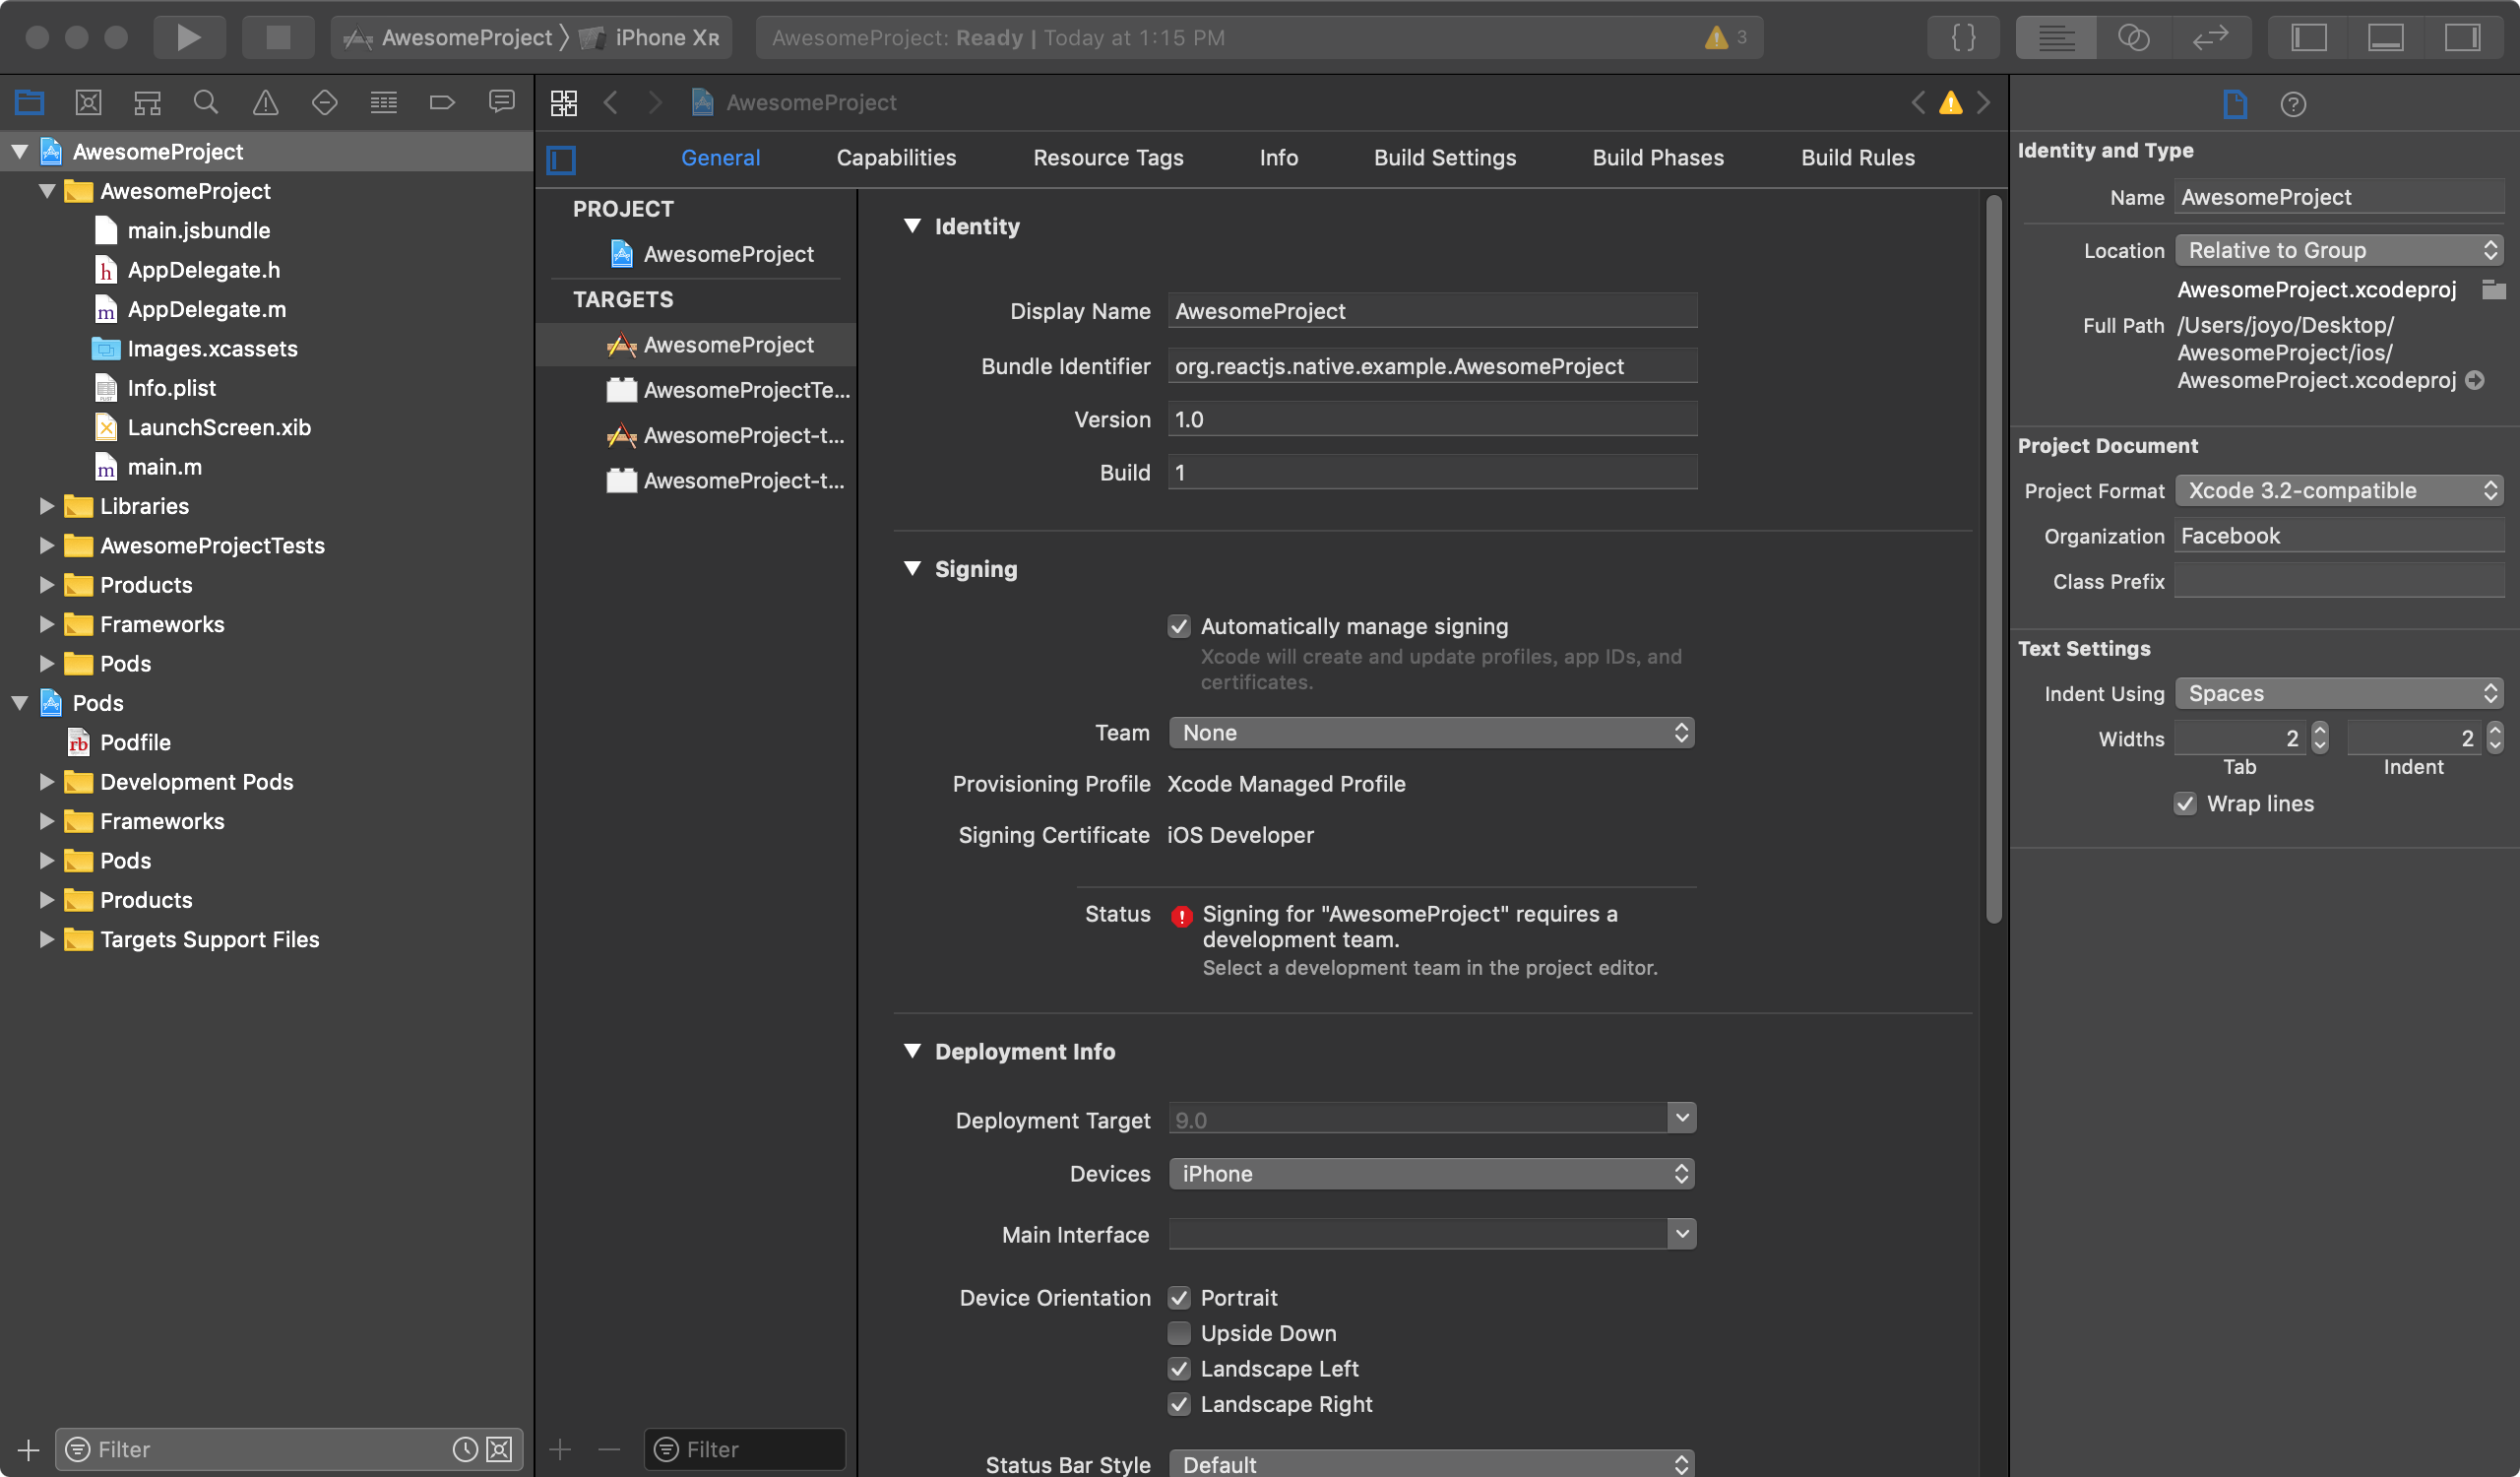 AwesomeProject iPhone XR
AwesomeProject: Ready | Today at 1:15 PM
3
{ }
AwesomeProject
AwesomeProject
main.jsbundle
h AppDelegate.h
m AppDelegate.m
Images.xcassets
Info.plist
LaunchScreen.xib
m main.m
Libraries
AwesomeProjectTests
Products
Frameworks
Pods
Pods
rb Podfile
Development Pods
Frameworks
Pods
Products
Targets Support Files
Filter
AwesomeProject
General Capabilities Resource Tags Info Build Settings Build Phases Build Rules
PROJECT
AwesomeProject
TARGETS
AwesomeProject
AwesomeProjectTe...
AwesomeProject-t...
AwesomeProject-t...
Filter
Identity
Display Name AwesomeProject
Bundle Identifier org.reactjs.native.example.AwesomeProject
Version 1.0
Build 1
Signing
Automatically manage signing
Xcode will create and update profiles, app IDs, and
certificates.
Team None
Provisioning Profile Xcode Managed Profile
Signing Certificate iOS Developer
Status Signing for "AwesomeProject" requires a
development team.
Select a development team in the project editor.
Deployment Info
Deployment Target 9.0
Devices iPhone
Main Interface
Device Orientation Portrait
Upside Down
Landscape Left
Landscape Right
Status Bar Style Default
Identity and Type
Name AwesomeProject
Location Relative to Group
AwesomeProject.xcodeproj
Full Path /Users/joyo/Desktop/
AwesomeProject/ios/
AwesomeProject.xcodeproj
Project Document
Project Format Xcode 3.2-compatible
Organization Facebook
Class Prefix
Text Settings
Indent Using Spaces
Widths 2 2
Tab Indent
Wrap lines